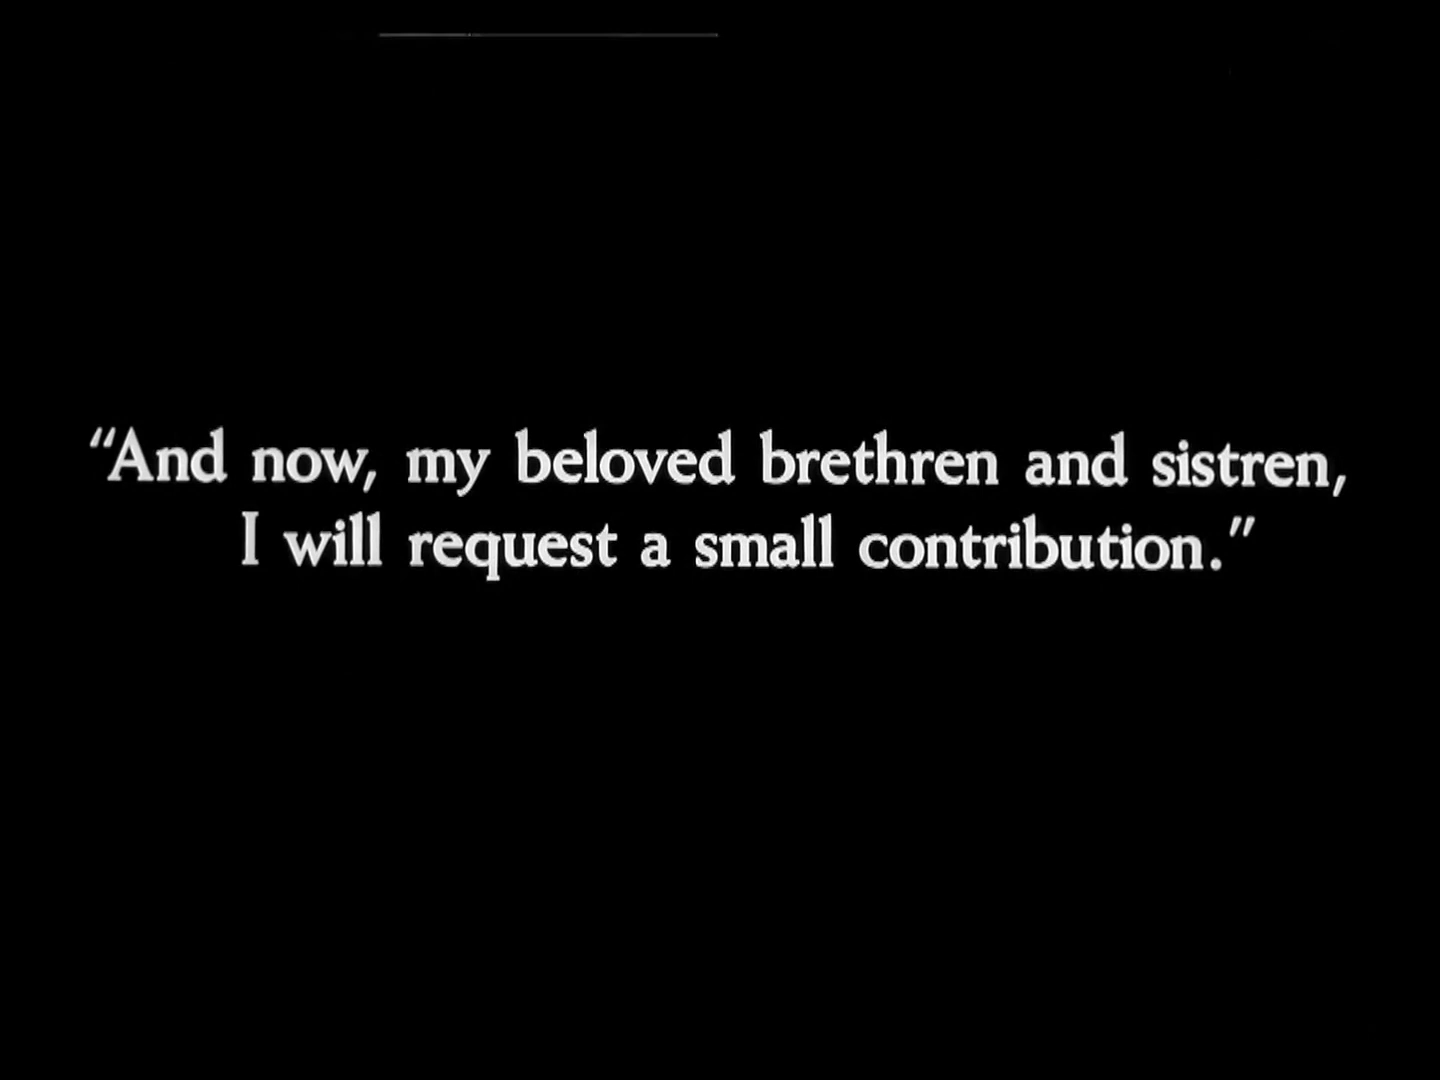 “And now, my beloved brethren and sistren,
I will request a small contribution.”